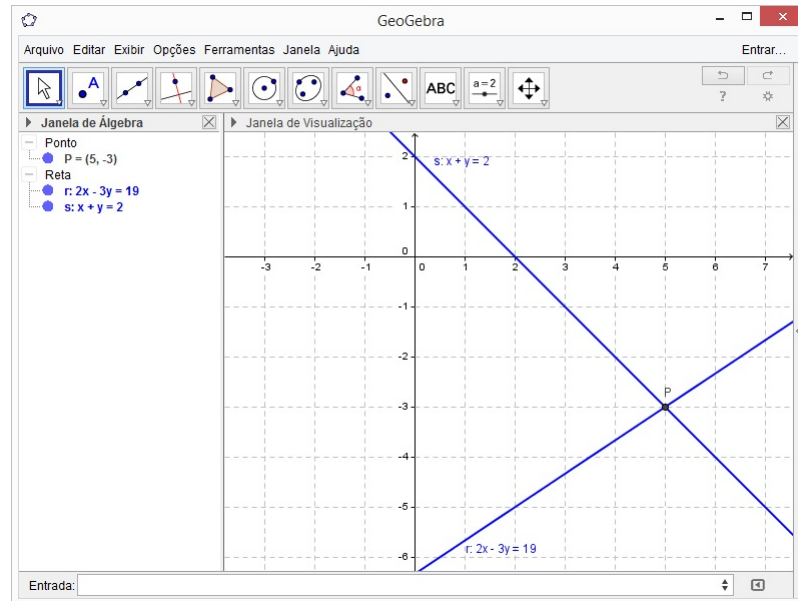 GeoGebra
Arquivo Editar Exibir Opções Ferramentas Janela Ajuda Entrar...
A α ABC a=2 ?
Janela de Álgebra
Ponto
P = (5, -3)
Reta
r: 2x - 3y = 19
s: x + y = 2
Janela de Visualização
s: x + y = 2
2
1
0
-3 -2 -1 0 1 2 3 4 5 6 7
-1
-2
P
-3
-4
-5
r: 2x - 3y = 19
-6
Entrada: